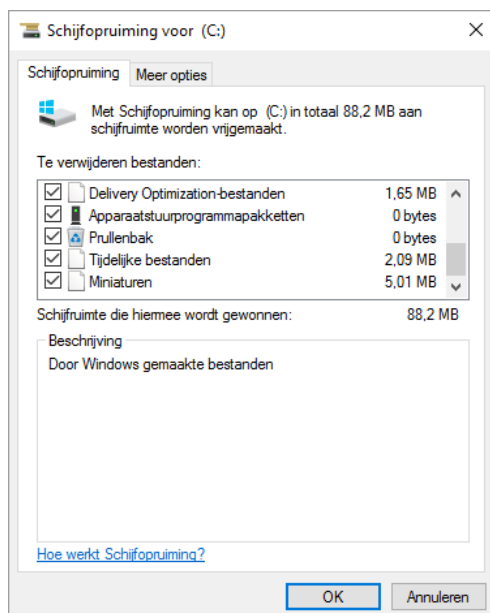 Schijfopruiming voor (C:)
Schijfopruiming Meer opties
Met Schijfopruiming kan op (C:) in totaal 88,2 MB aan
schijfruimte worden vrijgemaakt.
Te verwijderen bestanden:
Delivery Optimization-bestanden 1,65 MB
Apparaatstuurprogrammapakketten 0 bytes
Prullenbak 0 bytes
Tijdelijke bestanden 2,09 MB
Miniaturen 5,01 MB
Schijfruimte die hiermee wordt gewonnen: 88,2 MB
Beschrijving
Door Windows gemaakte bestanden
Hoe werkt Schijfopruiming?
OK Annuleren